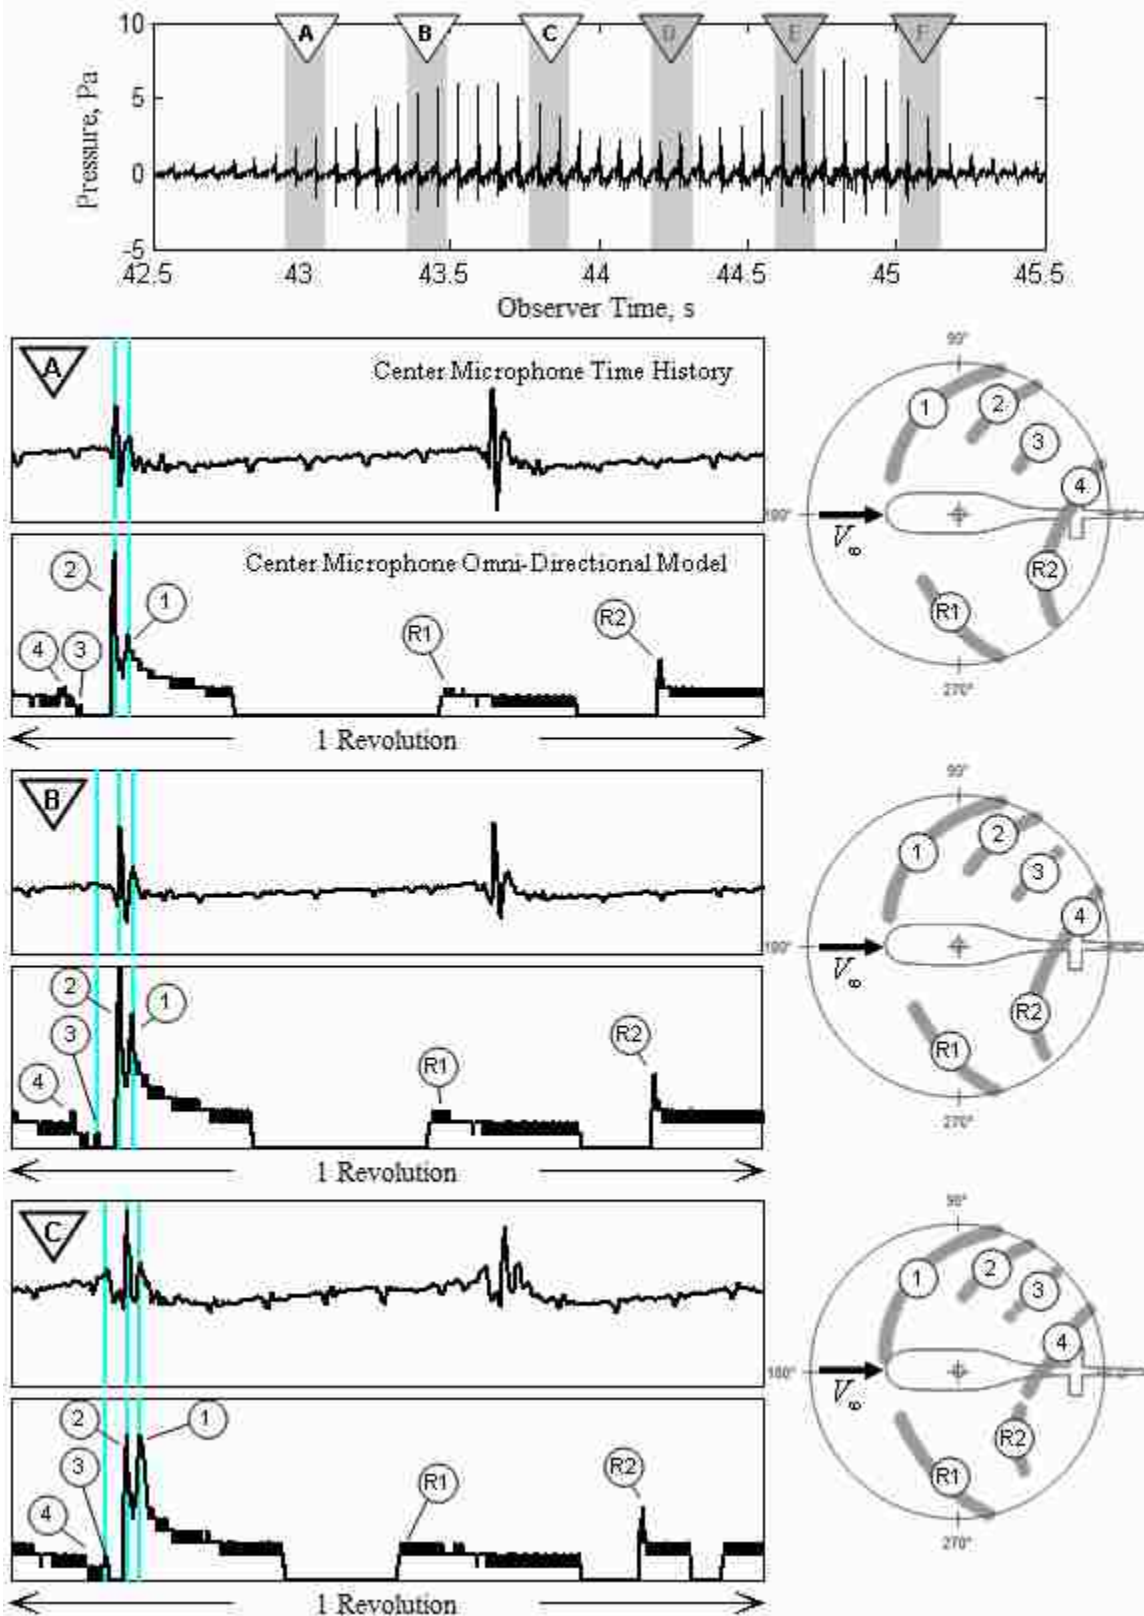 A B C D E F
10
5
0
-5
Pressure, Pa
42.5 43 43.5 44 44.5 45 45.5
Observer Time, s
A
Center Microphone Time History
Center Microphone Omni-Directional Model
2
1
4 3
R1
R2
1 Revolution
90°
1
2
3
4
R2
R1
V
270°
B
2
1
3
4
R1
R2
1 Revolution
90°
1
2
3
4
R2
R1
V
270°
C
2
1
3
4
R1
R2
1 Revolution
90°
1
2
3
4
R2
R1
180°
V
270°